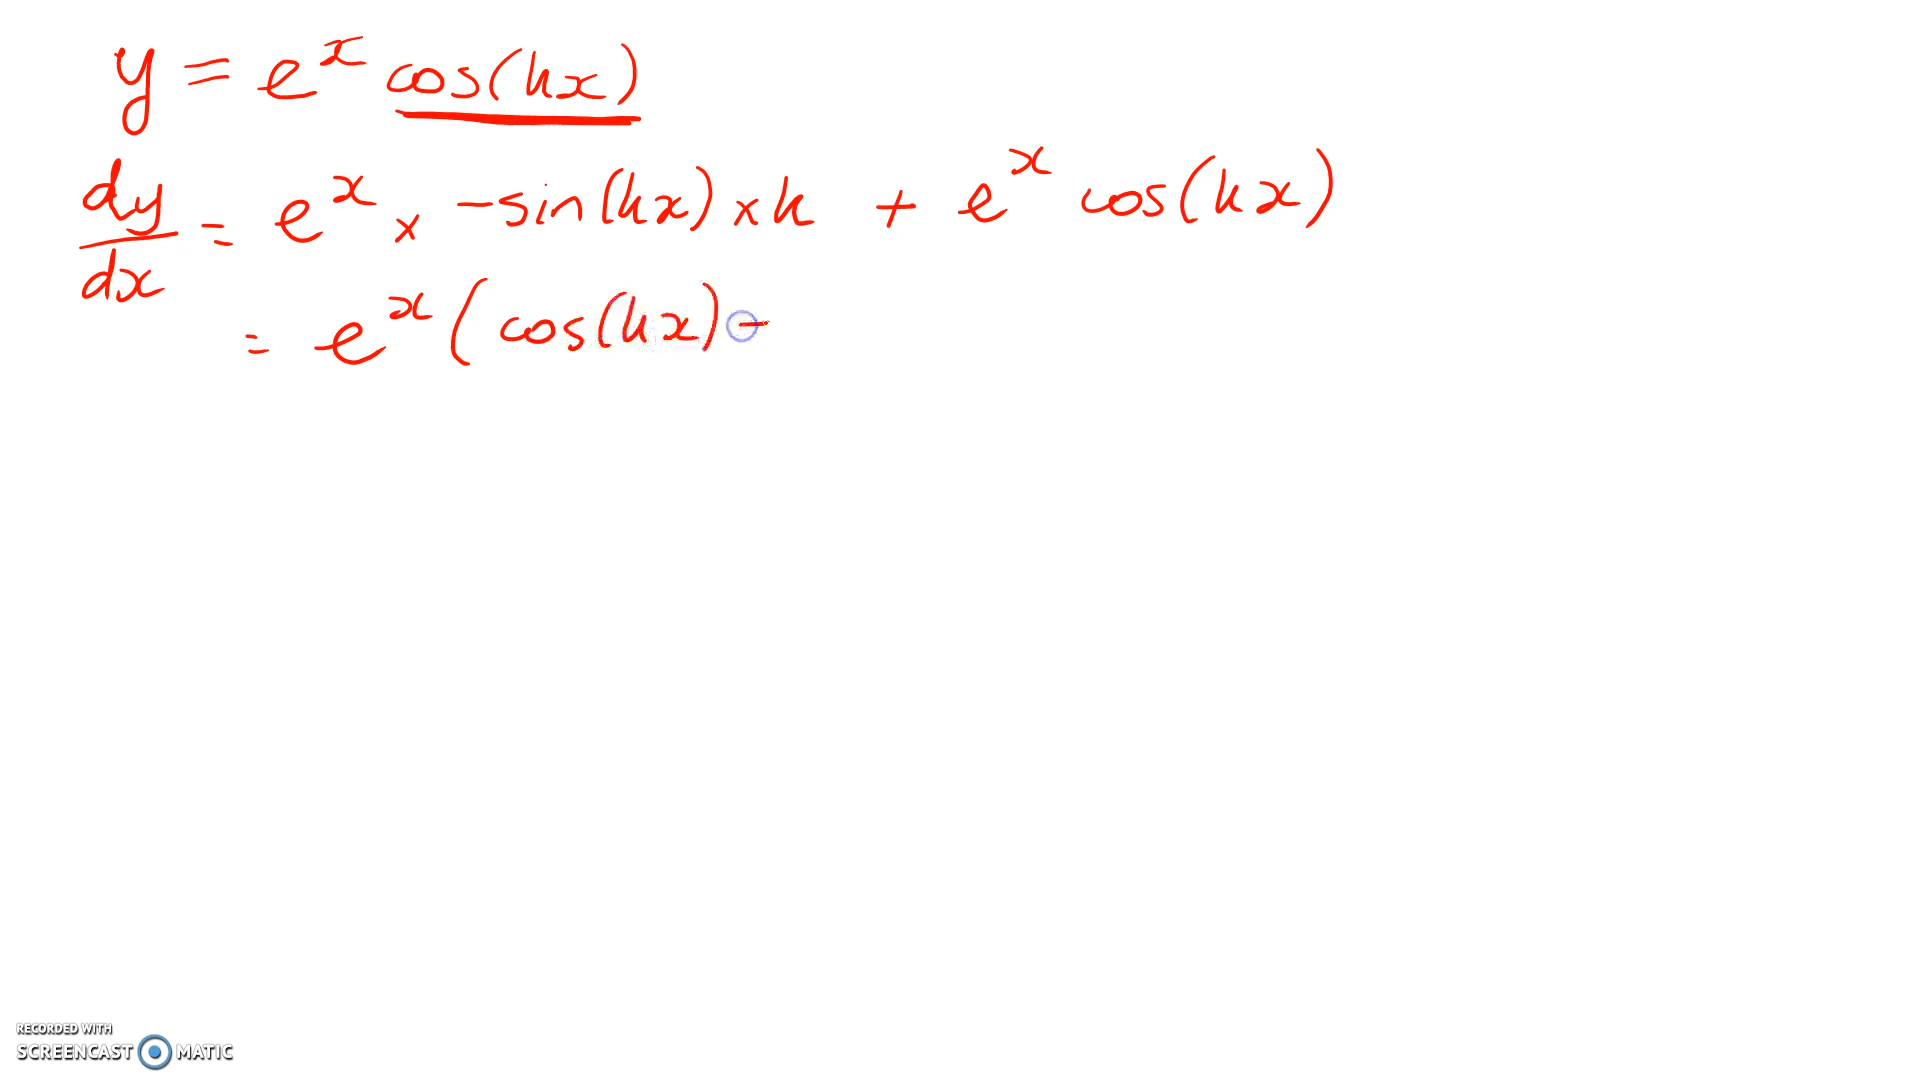 y = e^x cos(kx)
dy/dx = e^x × -sin(kx) × k + e^x cos(kx)
= e^x (cos(kx) -
RECORDED WITH
SCREENCAST MATIC